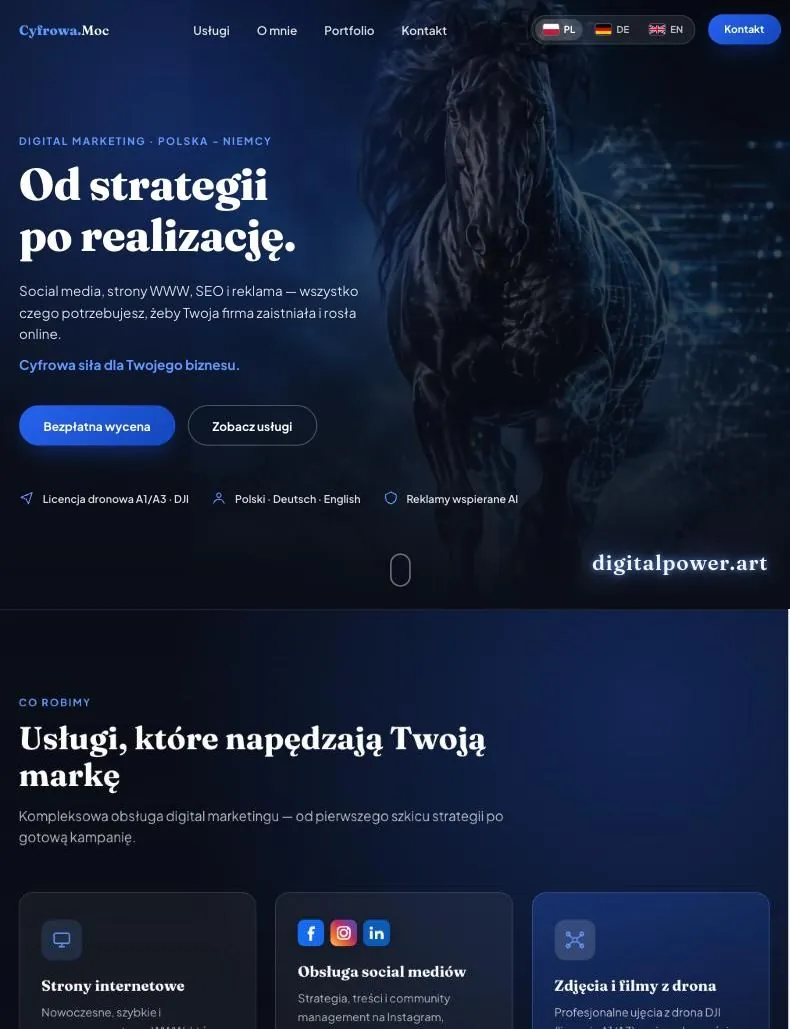 Cyfrowa.Moc
Usługi
O mnie
Portfolio
Kontakt
PL
DE
EN
Kontakt
DIGITAL MARKETING · POLSKA – NIEMCY
Od strategii
po realizację.
Social media, strony WWW, SEO i reklama — wszystko
czego potrzebujesz, żeby Twoja firma zaistniała i rosła
online.
Cyfrowa siła dla Twojego biznesu.
Bezpłatna wycena
Zobacz usługi
Licencja dronowa A1/A3 · DJI
Polski · Deutsch · English
Reklamy wspierane AI
digitalpower.art
CO ROBIMY
Usługi, które napędzają Twoją
markę
Kompleksowa obsługa digital marketingu — od pierwszego szkicu strategii po
gotową kampanię.
Strony internetowe
Nowoczesne, szybkie i
Obsługa social mediów
Strategia, treści i community
management na Instagram,
Zdjęcia i filmy z drona
Profesjonalne ujęcia z drona DJI